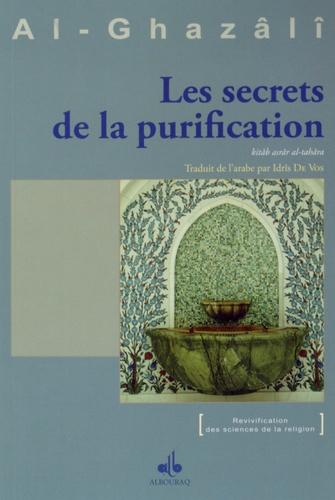 Al-Ghazâlî
Les secrets
de la purification
kitâb asrâr al-tahâra
Traduit de l'arabe par Idrîs De Vos
Revivification
des sciences de la religion
ALBOURAQ